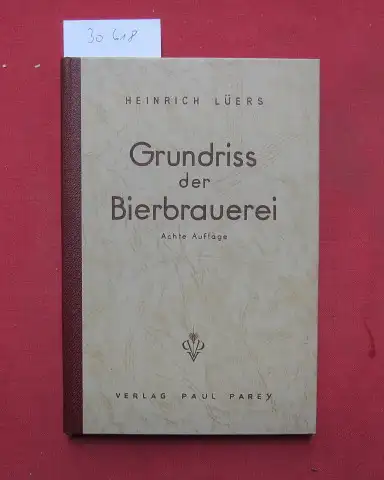 30 618
HEINRICH LÜERS
Grundriss
der
Bierbrauerei
Achte Auflage
VERLAG PAUL PAREY